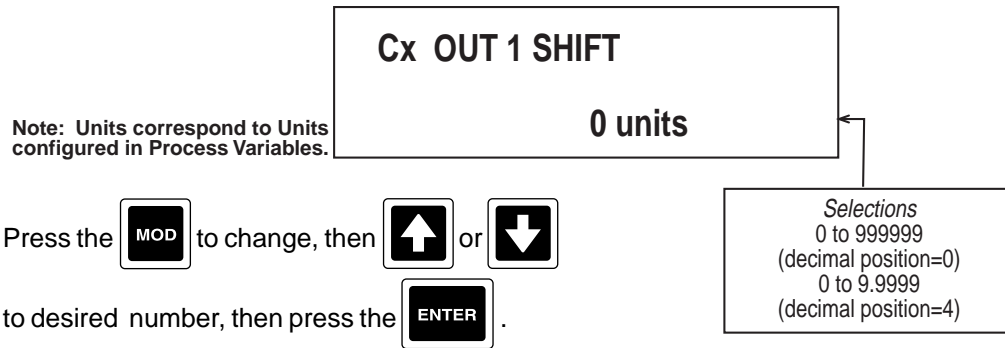 Cx OUT 1 SHIFT
0 units
Note: Units correspond to Units
configured in Process Variables.
Press the MOD to change, then or
to desired number, then press the ENTER .
Selections
0 to 999999
(decimal position=0)
0 to 9.9999
(decimal position=4)